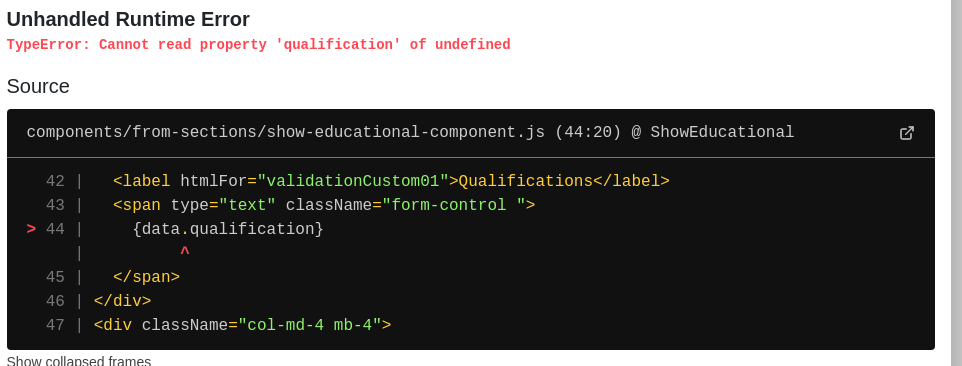 Unhandled Runtime Error
TypeError: Cannot read property 'qualification' of undefined
Source
components/from-sections/show-educational-component.js (44:20) @ ShowEducational
42 |   <label htmlFor="validationCustom01">Qualifications</label>
43 |   <span type="text" className="form-control ">
> 44 |     {data.qualification}
|          ^
45 |   </span>
46 | </div>
47 | <div className="col-md-4 mb-4">
Show collapsed frames